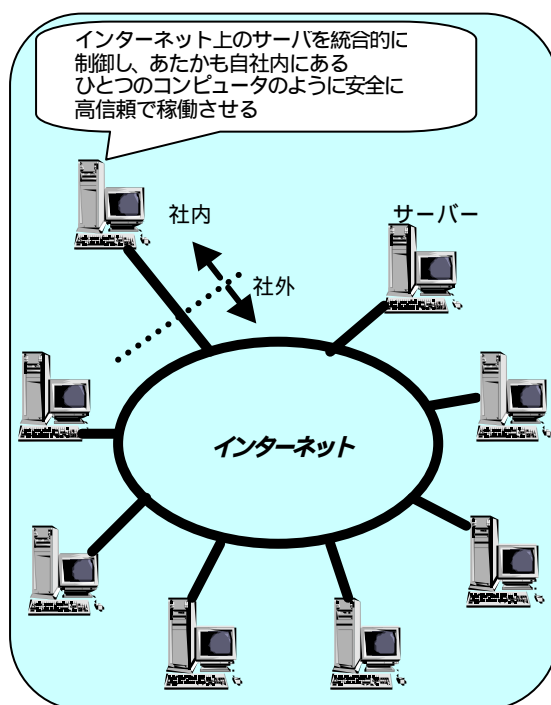 インターネット上のサーバを統合的に
制御し、あたかも自社内にある
ひとつのコンピュータのように安全に
高信頼で稼働させる
社内
サーバー
社外
インターネット